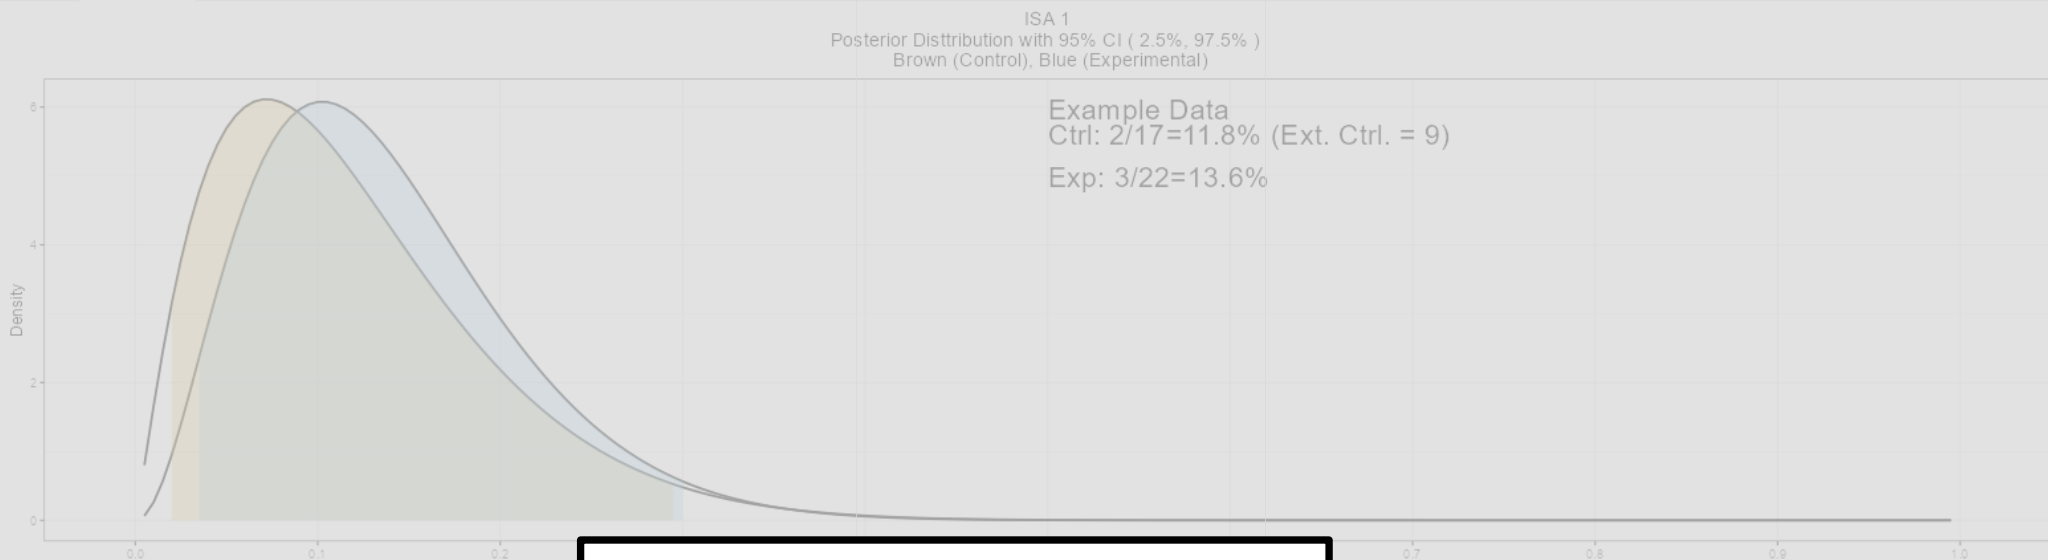 ISA 1
Posterior Disttribution with 95% CI ( 2.5%, 97.5% )
Brown (Control), Blue (Experimental)
Example Data
Ctrl: 2/17=11.8% (Ext. Ctrl. = 9)
Exp: 3/22=13.6%
Density
6
4
2
0
0.0 0.1 0.2 0.7 0.8 0.9 1.0